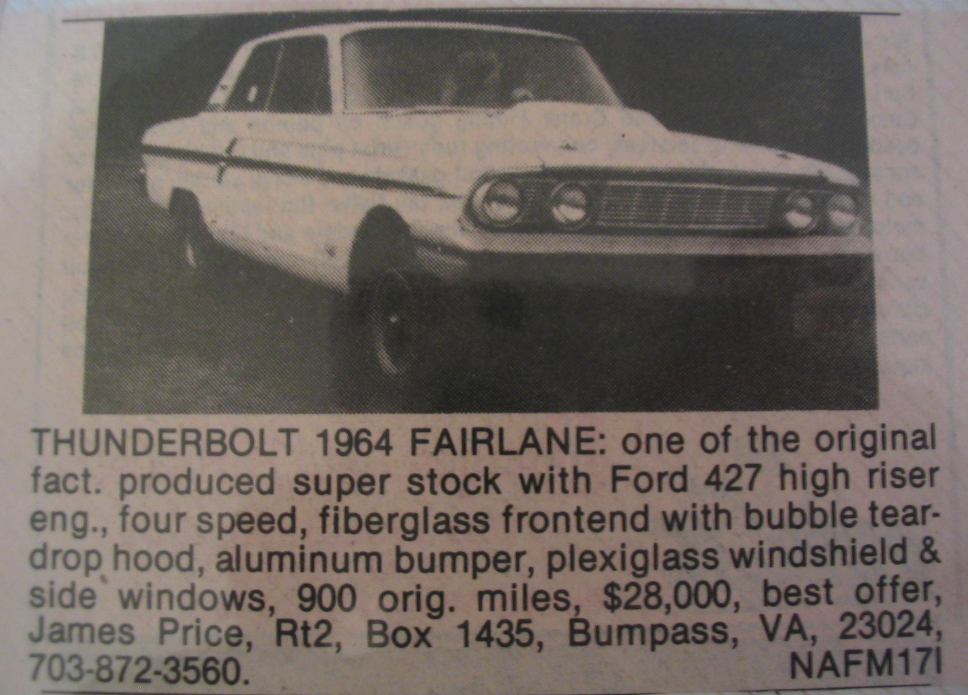 THUNDERBOLT 1964 FAIRLANE: one of the original
fact. produced super stock with Ford 427 high riser
eng., four speed, fiberglass frontend with bubble tear-
drop hood, aluminum bumper, plexiglass windshield &
side windows, 900 orig. miles, $28,000, best offer,
James Price, Rt2, Box 1435, Bumpass, VA, 23024,
703-872-3560. NAFM17I